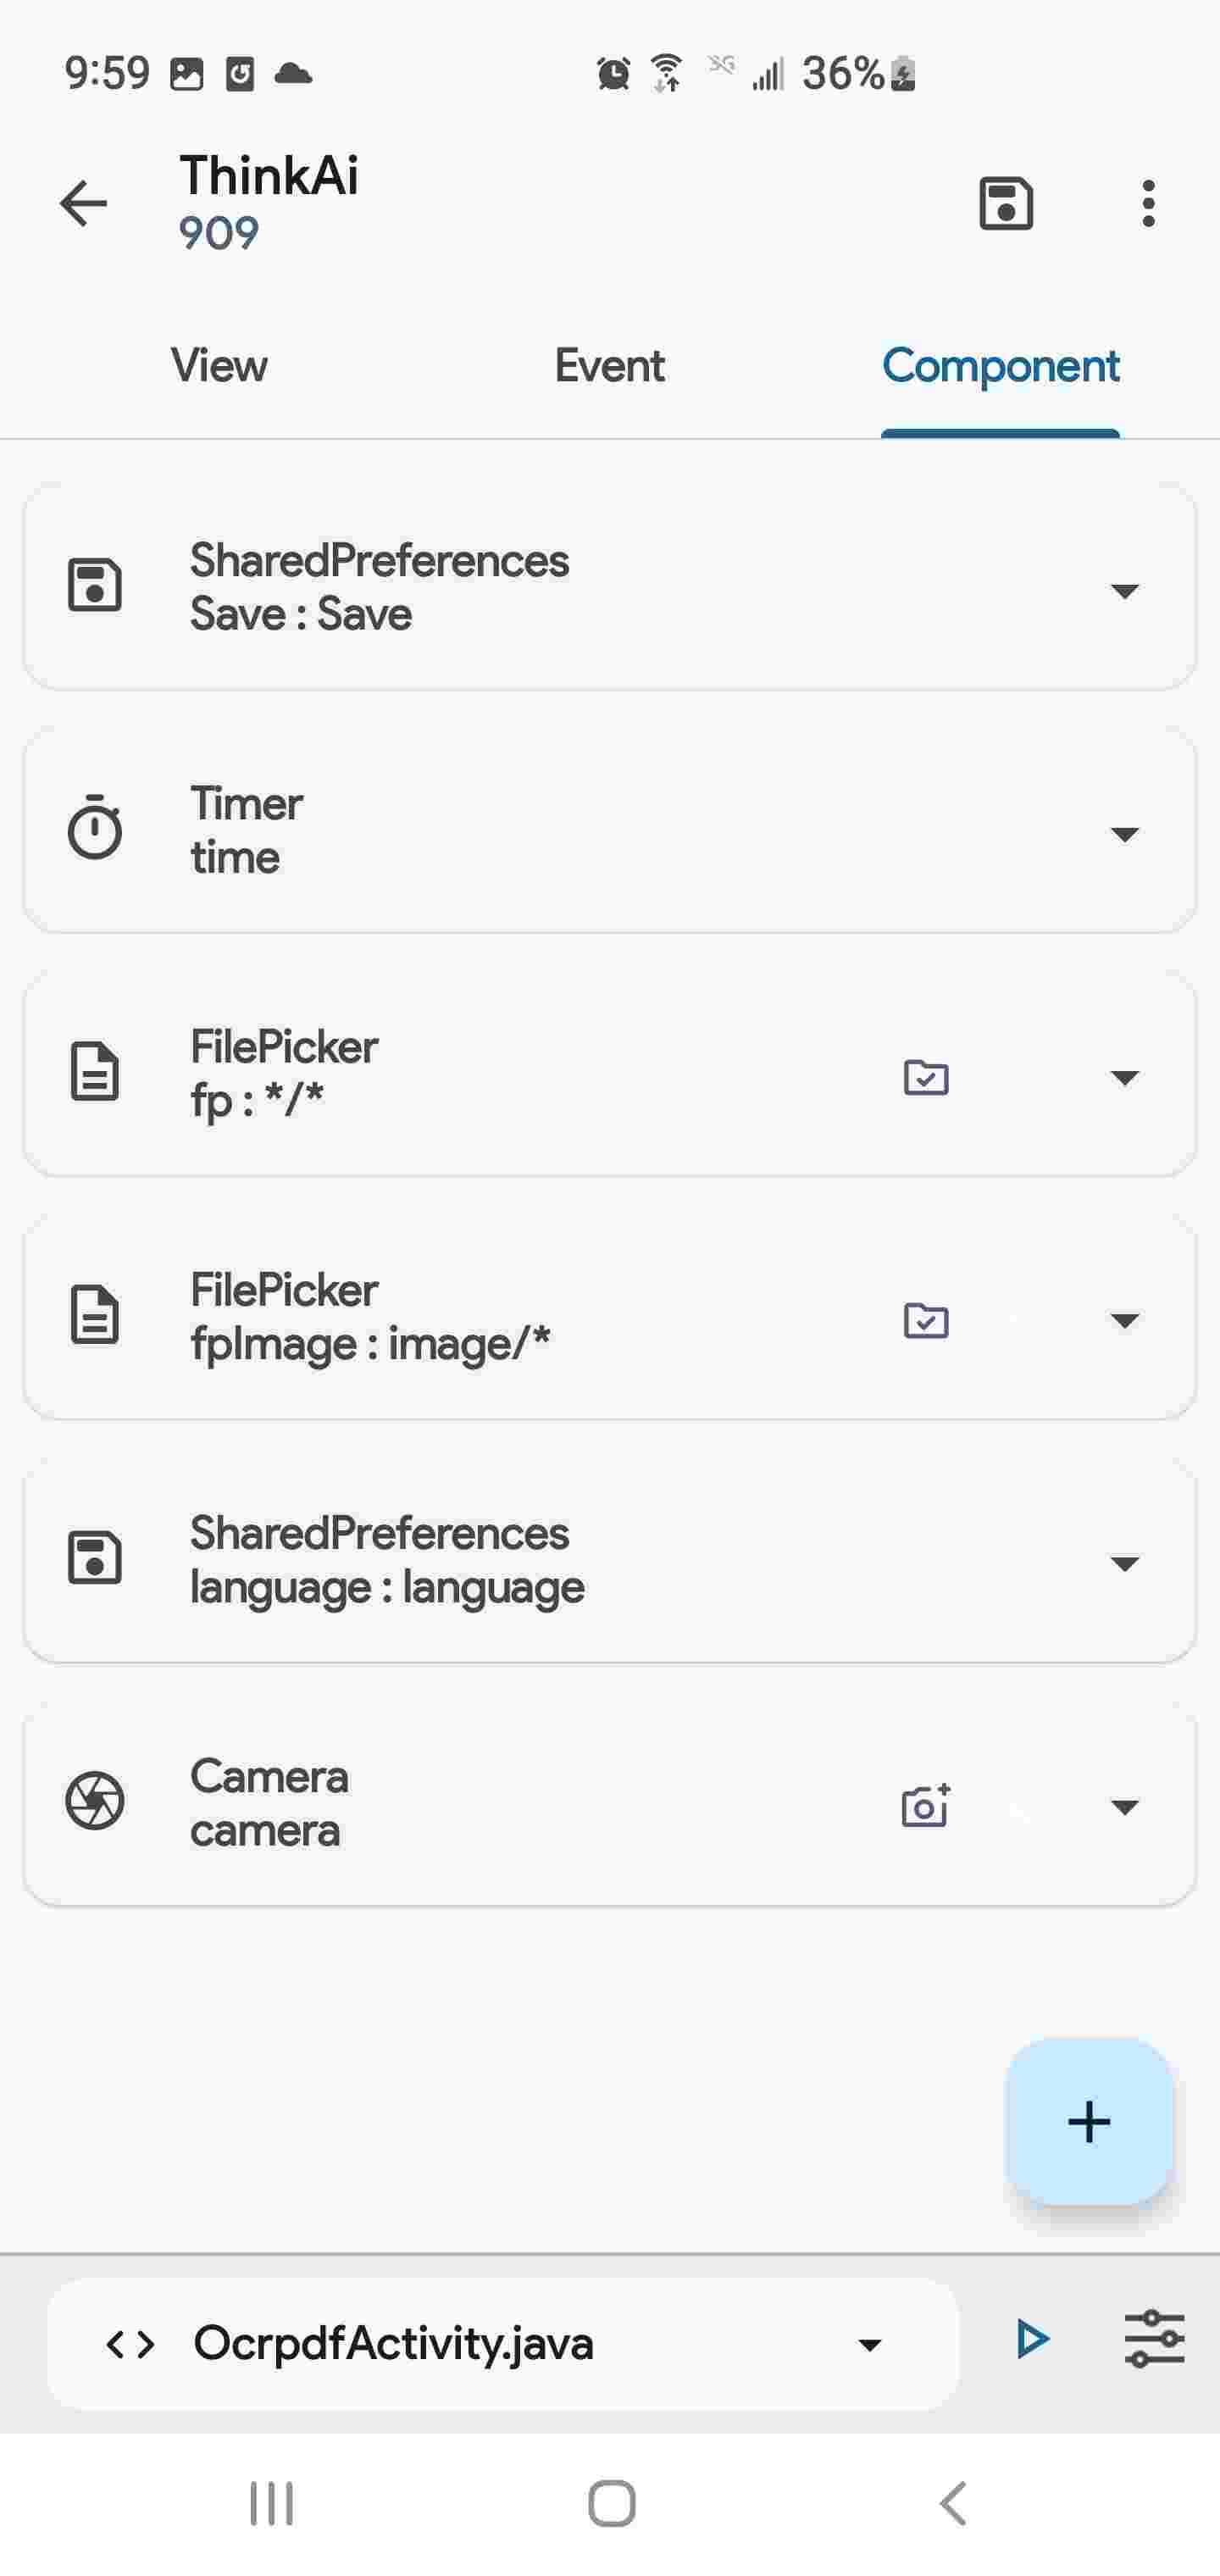 9:59 36%
ThinkAi
909
View Event Component
SharedPreferences
Save : Save
Timer
time
FilePicker
fp : */*
FilePicker
fpImage : image/*
SharedPreferences
language : language
Camera
camera
OcrpdfActivity.java